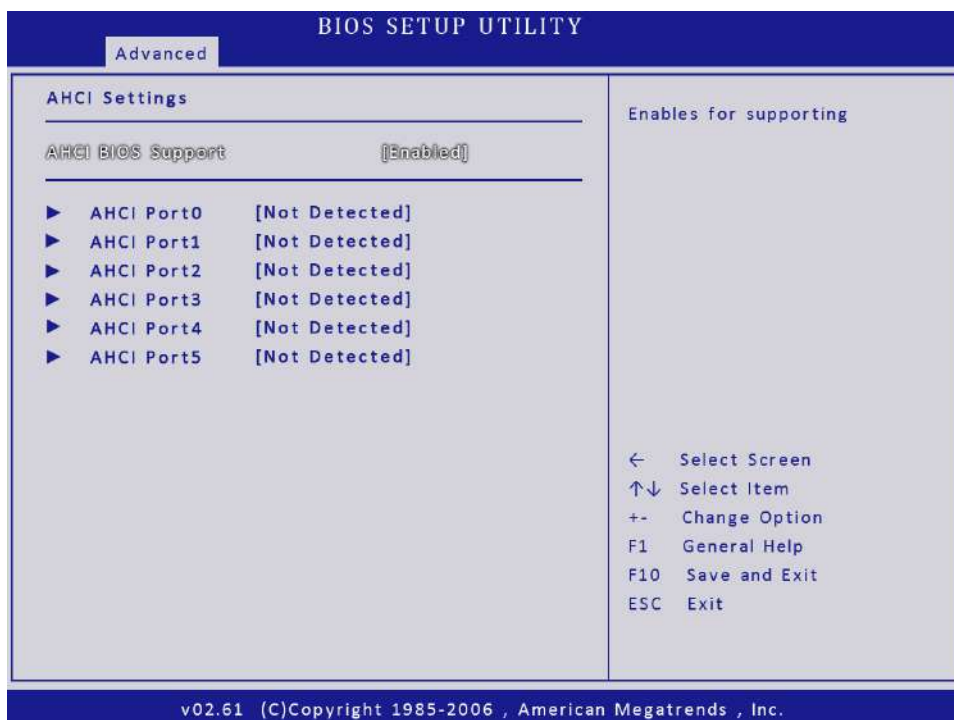 BIOS SETUP UTILITY
Advanced
AHCI Settings
AHCI BIOS Support [Enabled]
► AHCI Port0 [Not Detected]
► AHCI Port1 [Not Detected]
► AHCI Port2 [Not Detected]
► AHCI Port3 [Not Detected]
► AHCI Port4 [Not Detected]
► AHCI Port5 [Not Detected]
Enables for supporting
← Select Screen
↑↓ Select Item
+- Change Option
F1 General Help
F10 Save and Exit
ESC Exit
v02.61 (C)Copyright 1985-2006 , American Megatrends , Inc.